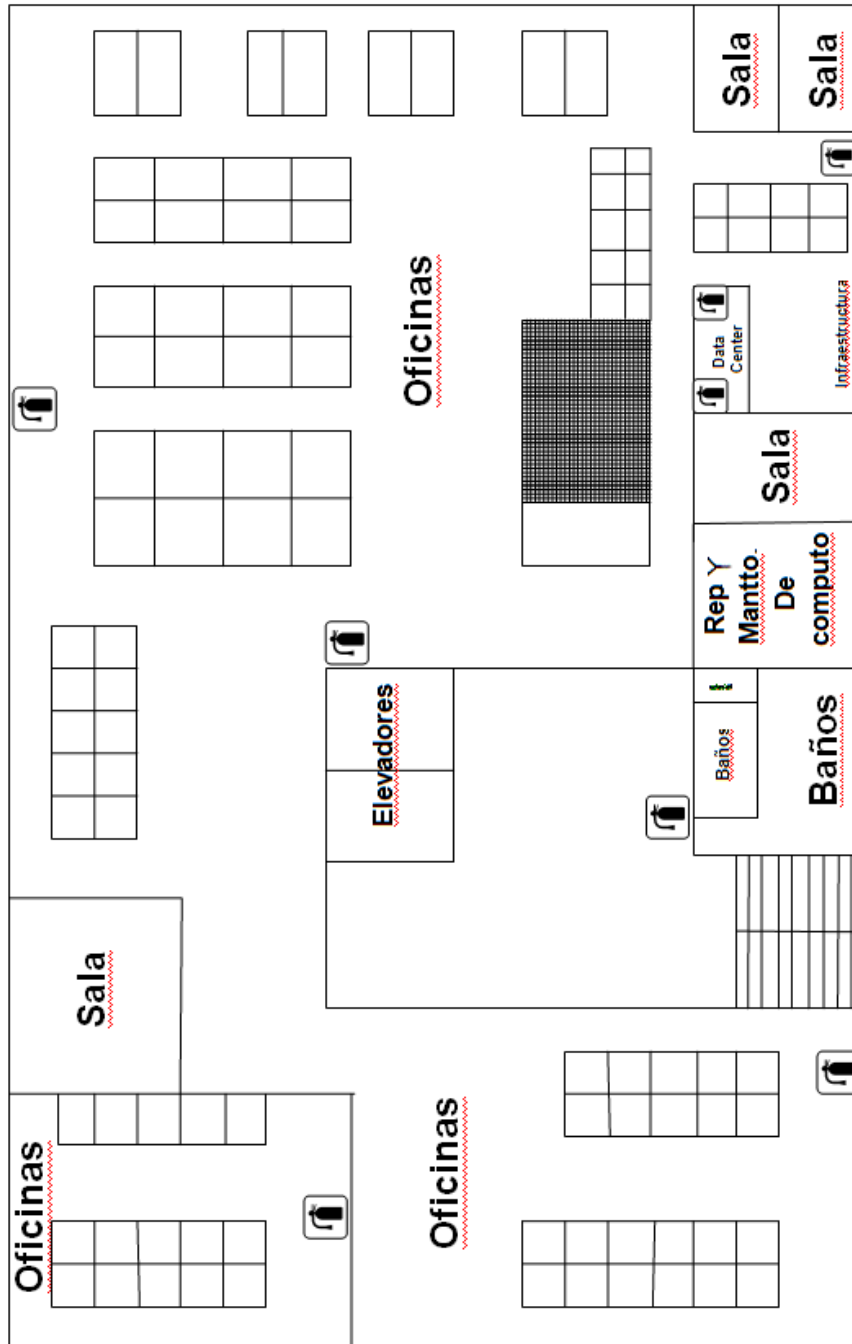 Sala
Sala
Oficinas
Data
Center
Infraestructura
Sala
Rep Y
Mantto.
De
computo
Elevadores
Baños
Baños
Sala
Oficinas
Oficinas